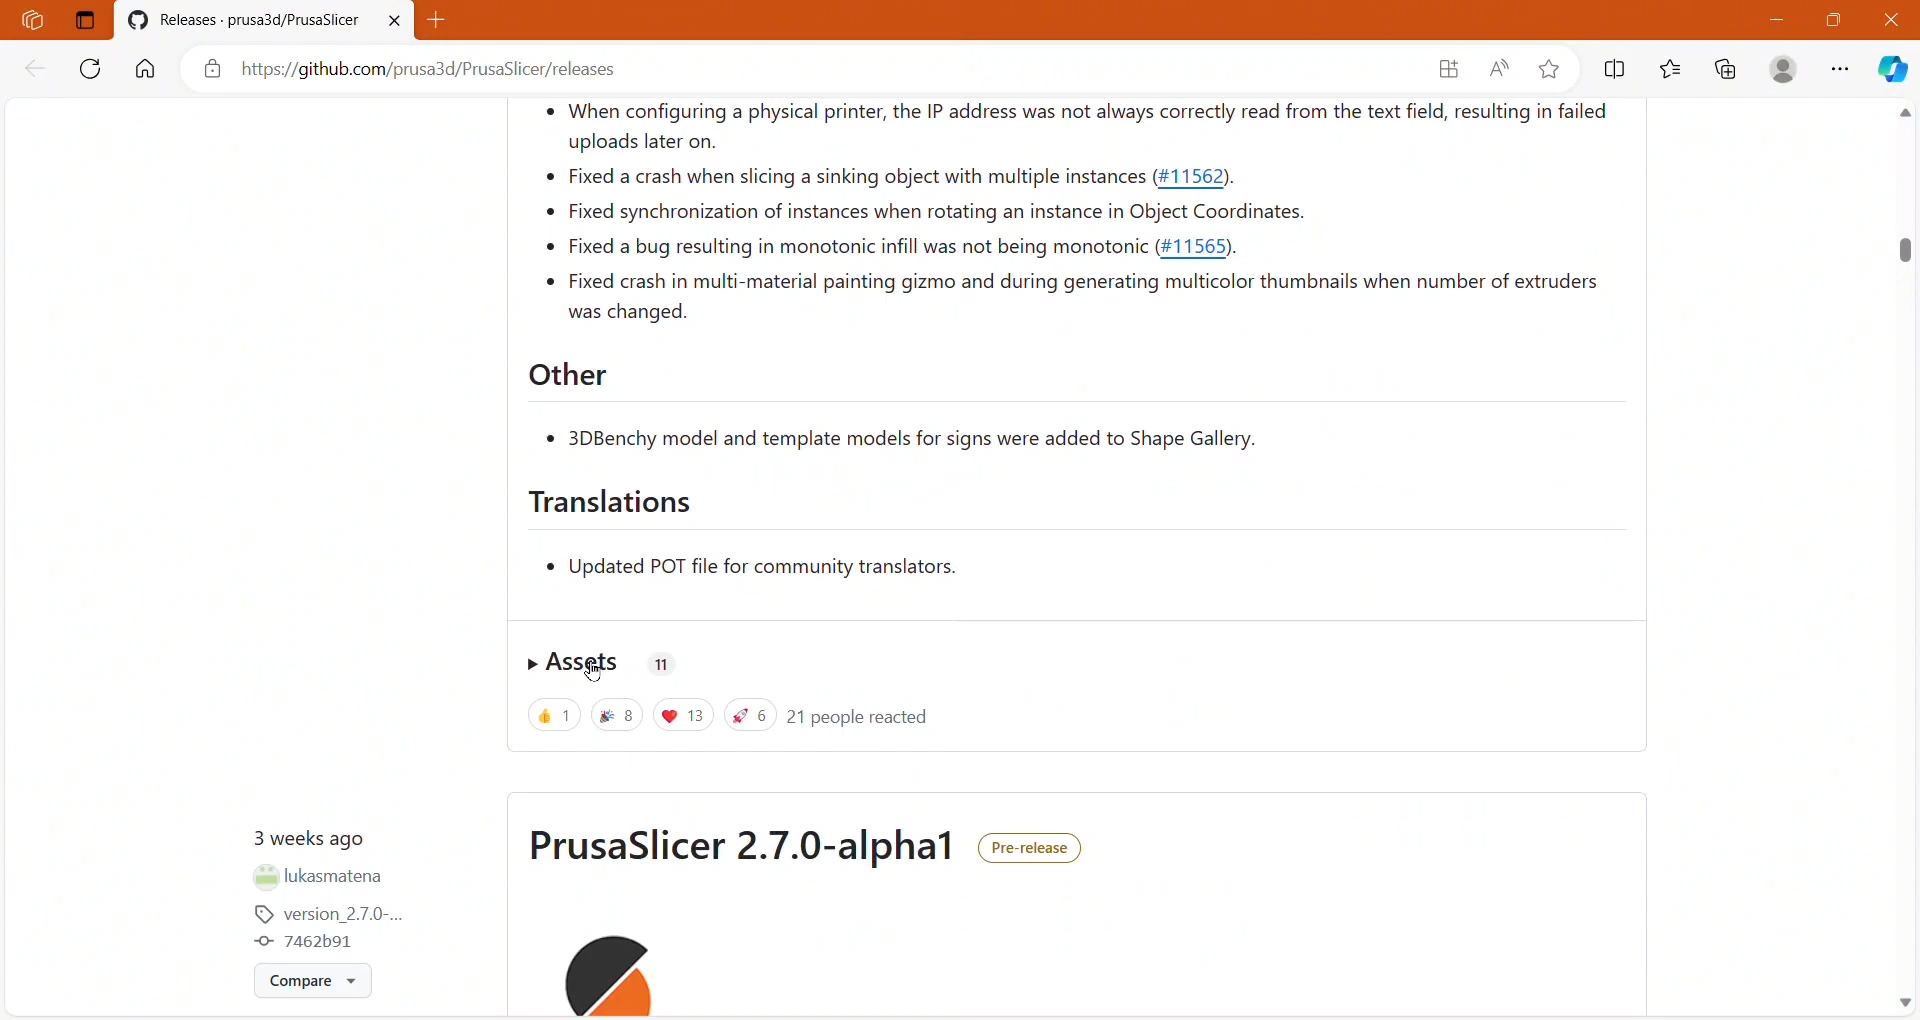 Releases · prusa3d/PrusaSlicer
https://github.com/prusa3d/PrusaSlicer/releases
• When configuring a physical printer, the IP address was not always correctly read from the text field, resulting in failed
uploads later on.
• Fixed a crash when slicing a sinking object with multiple instances (#11562).
• Fixed synchronization of instances when rotating an instance in Object Coordinates.
• Fixed a bug resulting in monotonic infill was not being monotonic (#11565).
• Fixed crash in multi-material painting gizmo and during generating multicolor thumbnails when number of extruders
was changed.
Other
• 3DBenchy model and template models for signs were added to Shape Gallery.
Translations
• Updated POT file for community translators.
Assets 11
👍 1 🎉 8 ❤️ 13 🚀 6 21 people reacted
3 weeks ago
lukasmatena
version_2.7.0-...
7462b91
Compare
PrusaSlicer 2.7.0-alpha1 Pre-release